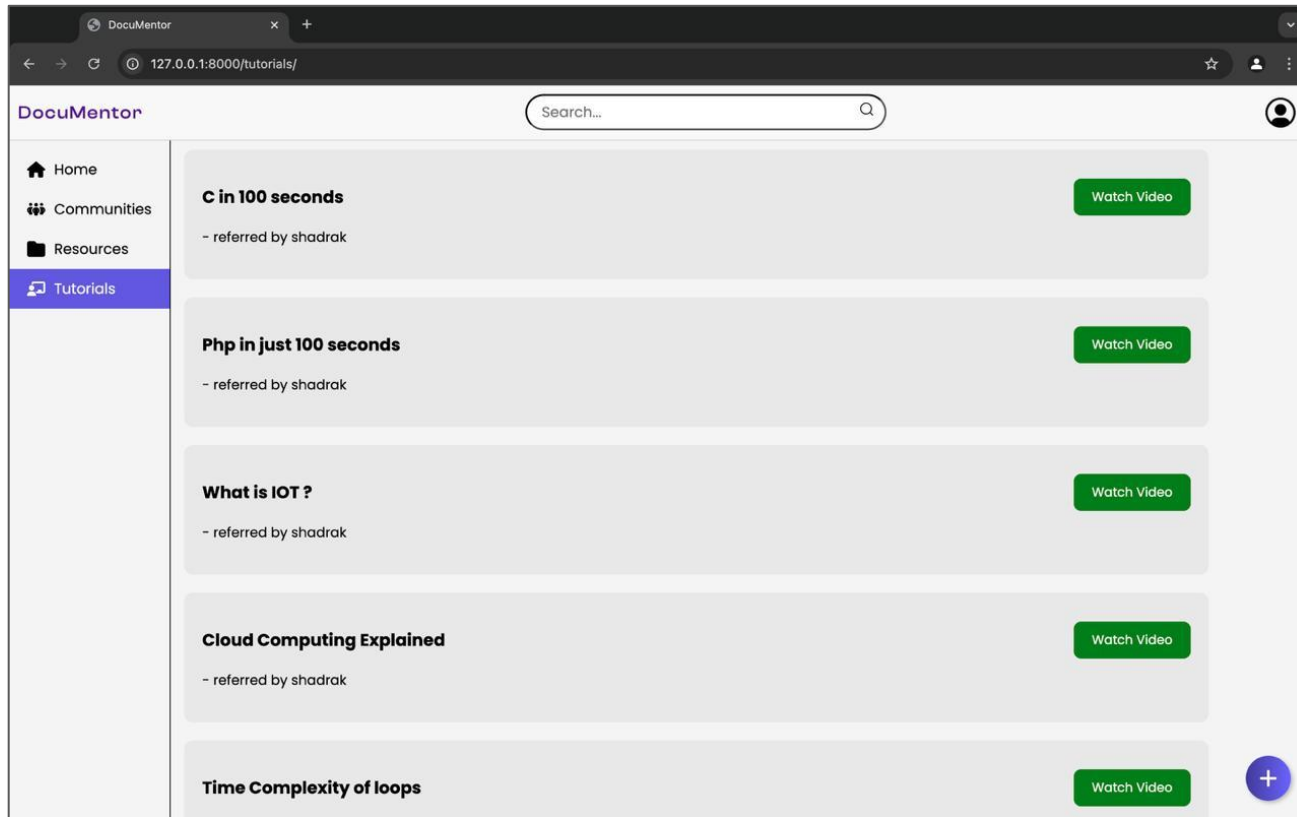 DocuMentor
127.0.0.1:8000/tutorials/
DocuMentor
Search...
Home
Communities
Resources
Tutorials
C in 100 seconds
Watch Video
- referred by shadrak
Php in just 100 seconds
Watch Video
- referred by shadrak
What is IOT ?
Watch Video
- referred by shadrak
Cloud Computing Explained
Watch Video
- referred by shadrak
Time Complexity of loops
Watch Video